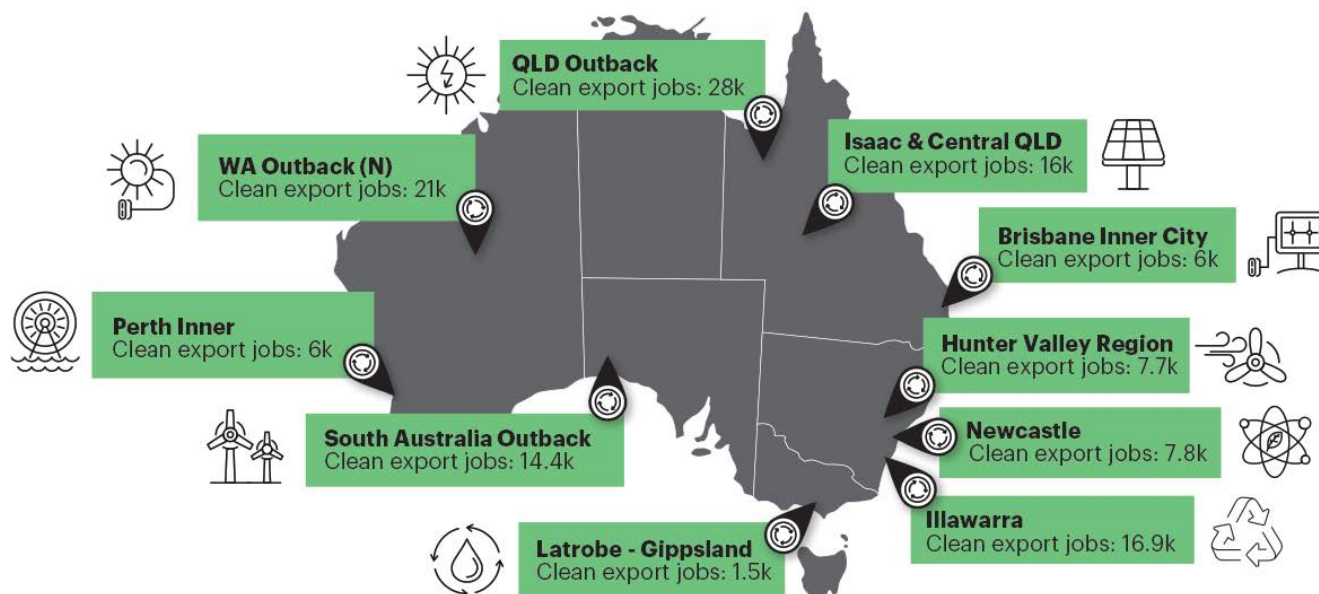 QLD Outback
Clean export jobs: 28k
Isaac & Central QLD
Clean export jobs: 16k
WA Outback (N)
Clean export jobs: 21k
Brisbane Inner City
Clean export jobs: 6k
Perth Inner
Clean export jobs: 6k
Hunter Valley Region
Clean export jobs: 7.7k
South Australia Outback
Clean export jobs: 14.4k
Newcastle
Clean export jobs: 7.8k
Illawarra
Clean export jobs: 16.9k
Latrobe - Gippsland
Clean export jobs: 1.5k